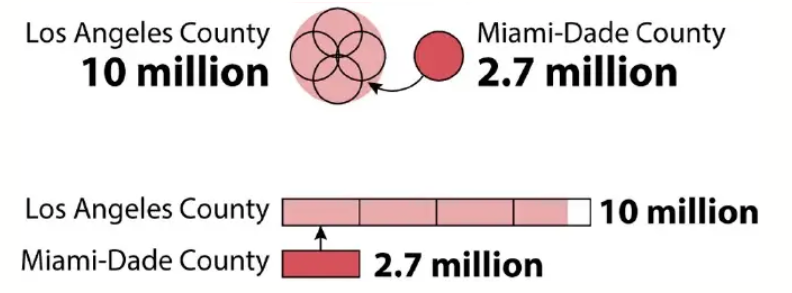 Los Angeles County
10 million
Miami-Dade County
2.7 million
Los Angeles County 10 million
Miami-Dade County 2.7 million